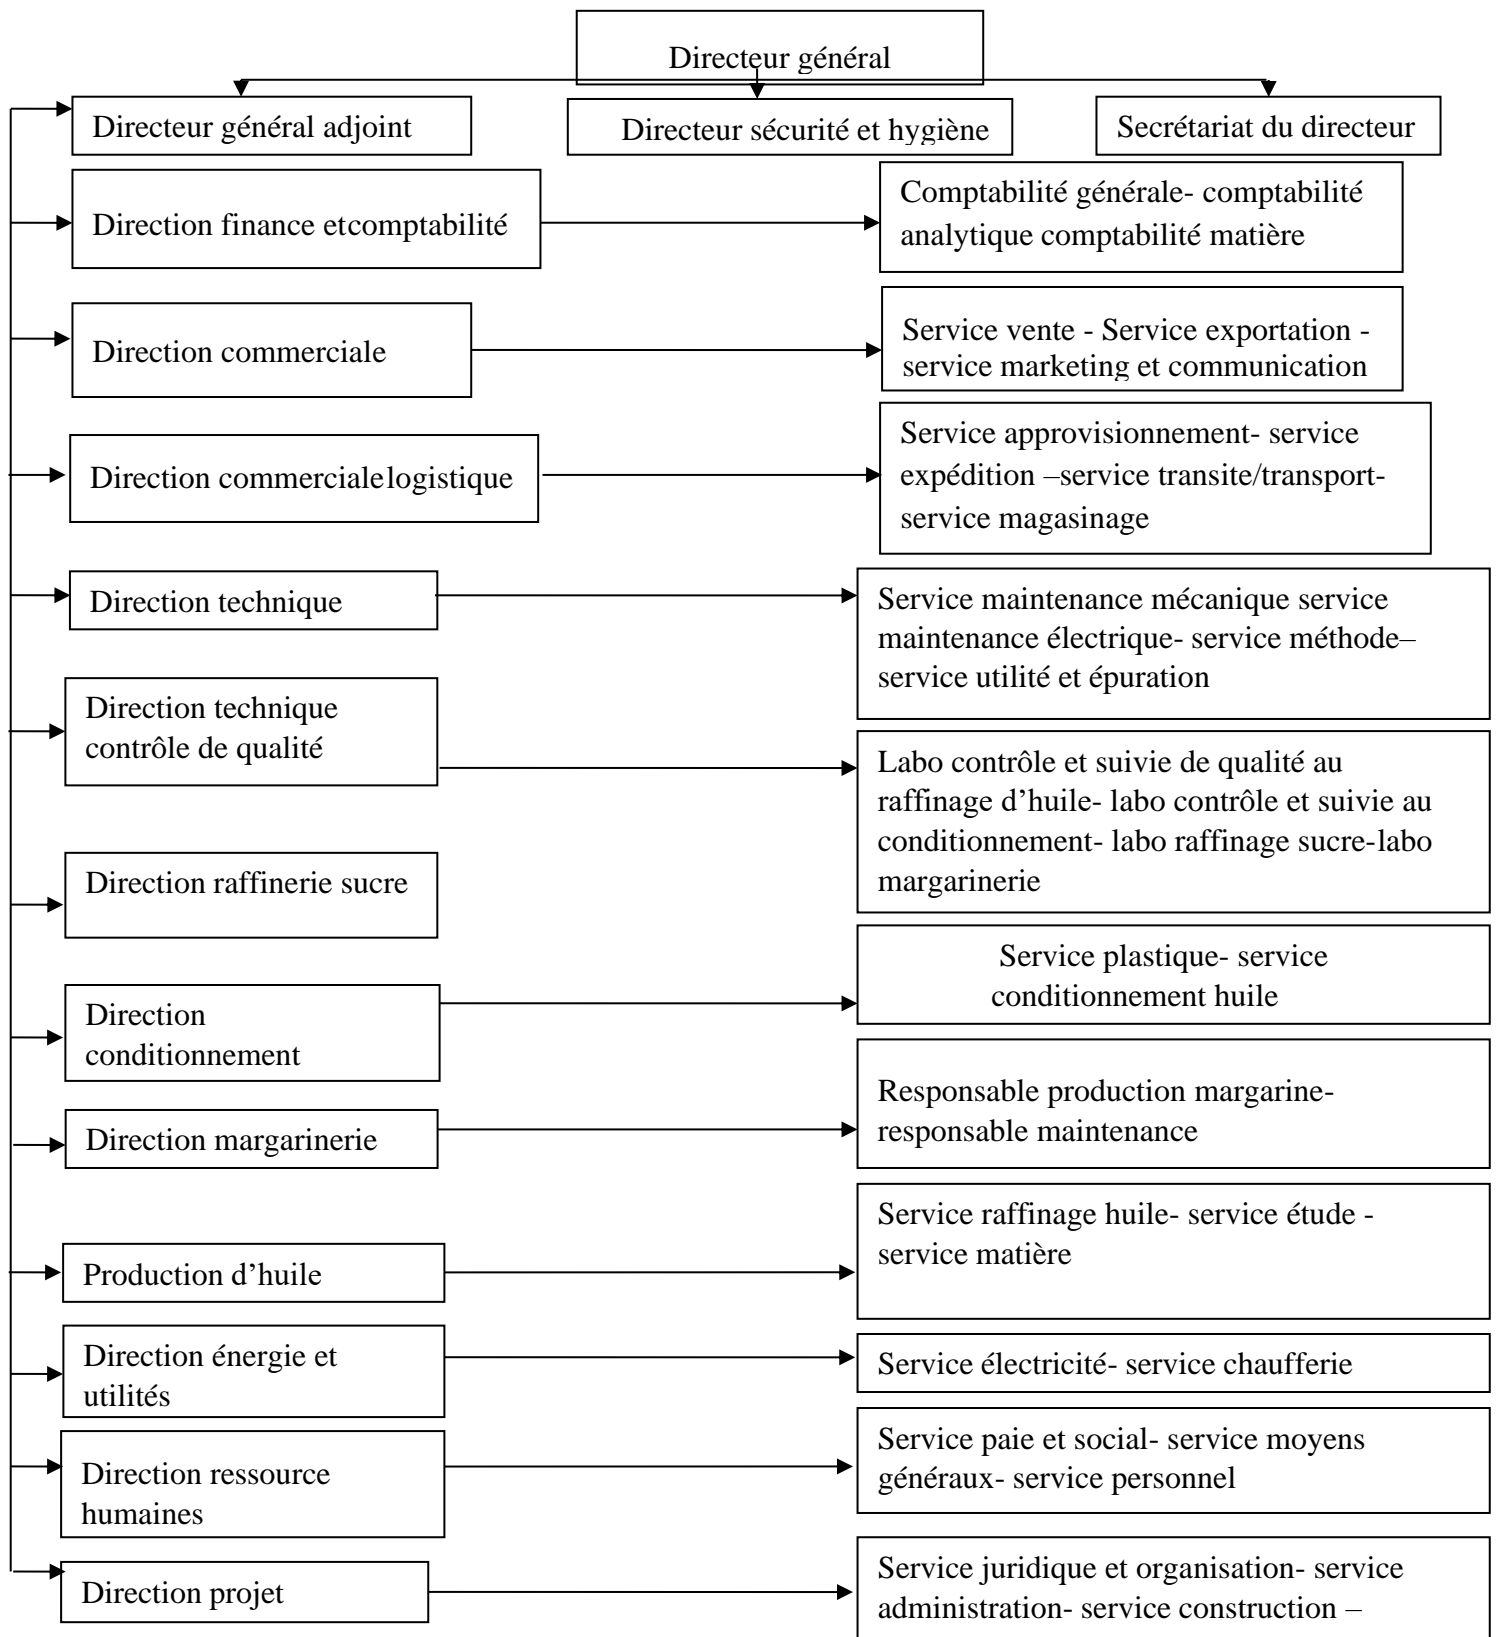 Directeur général
Directeur général adjoint
Directeur sécurité et hygiène
Secrétariat du directeur
Direction finance etcomptabilité
Comptabilité générale- comptabilité
analytique comptabilité matière
Direction commerciale
Service vente - Service exportation -
service marketing et communication
Direction commercialelogistique
Service approvisionnement- service
expédition –service transite/transport-
service magasinage
Direction technique
Service maintenance mécanique service
maintenance électrique- service méthode–
service utilité et épuration
Direction technique
contrôle de qualité
Labo contrôle et suivie de qualité au
raffinage d’huile- labo contrôle et suivie au
conditionnement- labo raffinage sucre-labo
margarinerie
Direction raffinerie sucre
Direction
conditionnement
Service plastique- service
conditionnement huile
Direction margarinerie
Responsable production margarine-
responsable maintenance
Production d’huile
Service raffinage huile- service étude -
service matière
Direction énergie et
utilités
Service électricité- service chaufferie
Direction ressource
humaines
Service paie et social- service moyens
généraux- service personnel
Direction projet
Service juridique et organisation- service
administration- service construction –